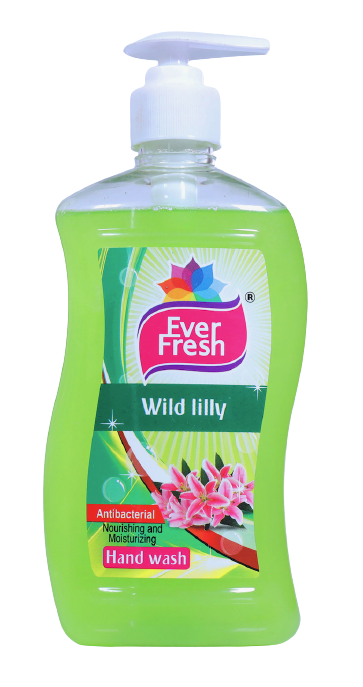 ®
Ever
Fresh
Wild lilly
Antibacterial
Nourishing and
Moisturizing
Hand wash